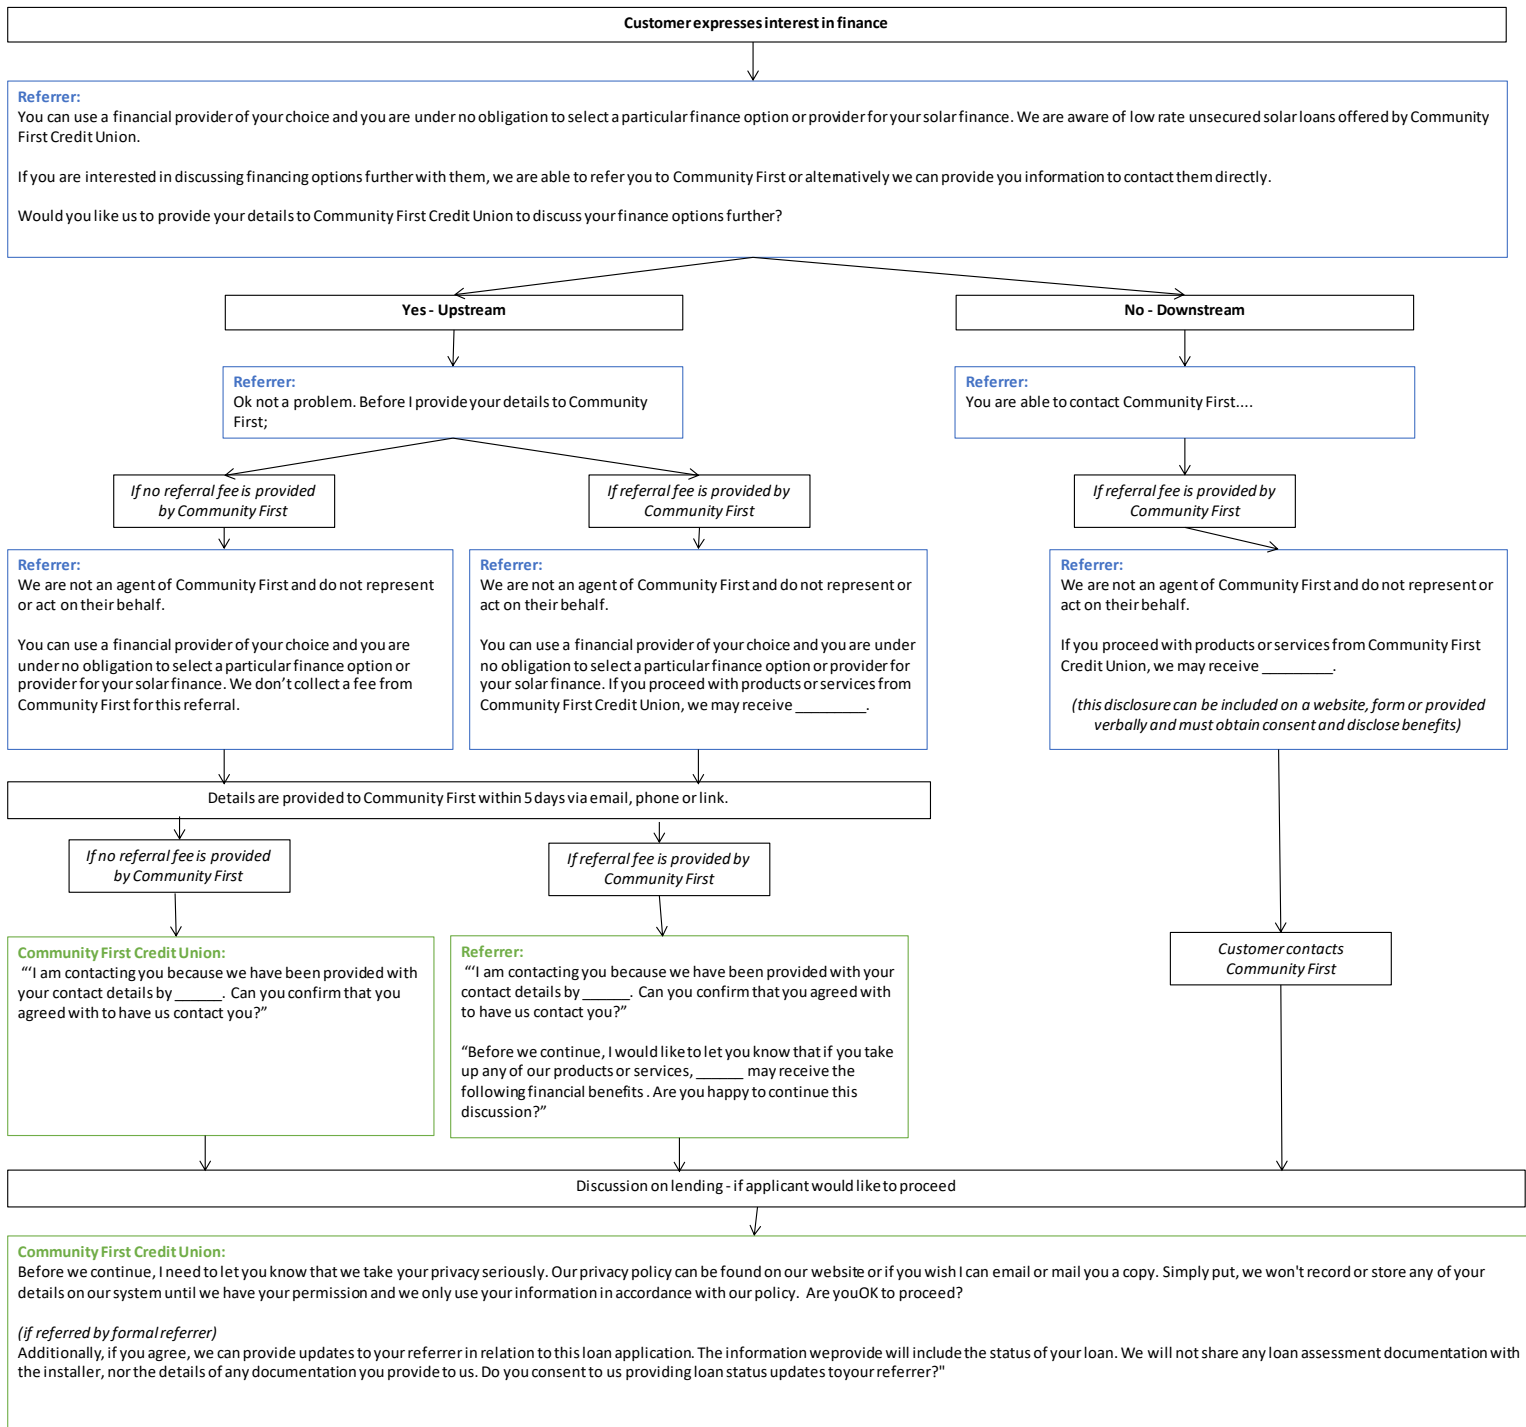 Customer expresses interest in finance
Referrer:
You can use a financial provider of your choice and you are under no obligation to select a particular finance option or provider for your solar finance. We are aware of low rate unsecured solar loans offered by Community
First Credit Union.
If you are interested in discussing financing options further with them, we are able to refer you to Community First or alternatively we can provide you information to contact them directly.
Would you like us to provide your details to Community First Credit Union to discuss your finance options further?
Yes - Upstream
No - Downstream
Referrer:
Ok not a problem. Before I provide your details to Community
First;
Referrer:
You are able to contact Community First....
If no referral fee is provided
by Community First
If referral fee is provided by
Community First
If referral fee is provided by
Community First
Referrer:
We are not an agent of Community First and do not represent
or act on their behalf.
You can use a financial provider of your choice and you are
under no obligation to select a particular finance option or
provider for your solar finance. We don't collect a fee from
Community First for this referral.
Referrer:
We are not an agent of Community First and do not represent or
act on their behalf.
You can use a financial provider of your choice and you are under
no obligation to select a particular finance option or provider for
your solar finance. If you proceed with products or services from
Community First Credit Union, we may receive _________.
Referrer:
We are not an agent of Community First and do not represent or
act on their behalf.
If you proceed with products or services from Community First
Credit Union, we may receive _________.
(this disclosure can be included on a website, form or provided
verbally and must obtain consent and disclose benefits)
Details are provided to Community First within 5 days via email, phone or link.
If no referral fee is provided
by Community First
If referral fee is provided by
Community First
Community First Credit Union:
"'I am contacting you because we have been provided with
your contact details by ______. Can you confirm that you
agreed with to have us contact you?"
Referrer:
"'I am contacting you because we have been provided with your
contact details by ______. Can you confirm that you agreed with
to have us contact you?"
"Before we continue, I would like to let you know that if you take
up any of our products or services, ______ may receive the
following financial benefits . Are you happy to continue this
discussion?"
Customer contacts
Community First
Discussion on lending - if applicant would like to proceed
Community First Credit Union:
Before we continue, I need to let you know that we take your privacy seriously. Our privacy policy can be found on our website or if you wish I can email or mail you a copy. Simply put, we won't record or store any of your
details on our system until we have your permission and we only use your information in accordance with our policy. Are youOK to proceed?
(if referred by formal referrer)
Additionally, if you agree, we can provide updates to your referrer in relation to this loan application. The information weprovide will include the status of your loan. We will not share any loan assessment documentation with
the installer, nor the details of any documentation you provide to us. Do you consent to us providing loan status updates toyour referrer?"